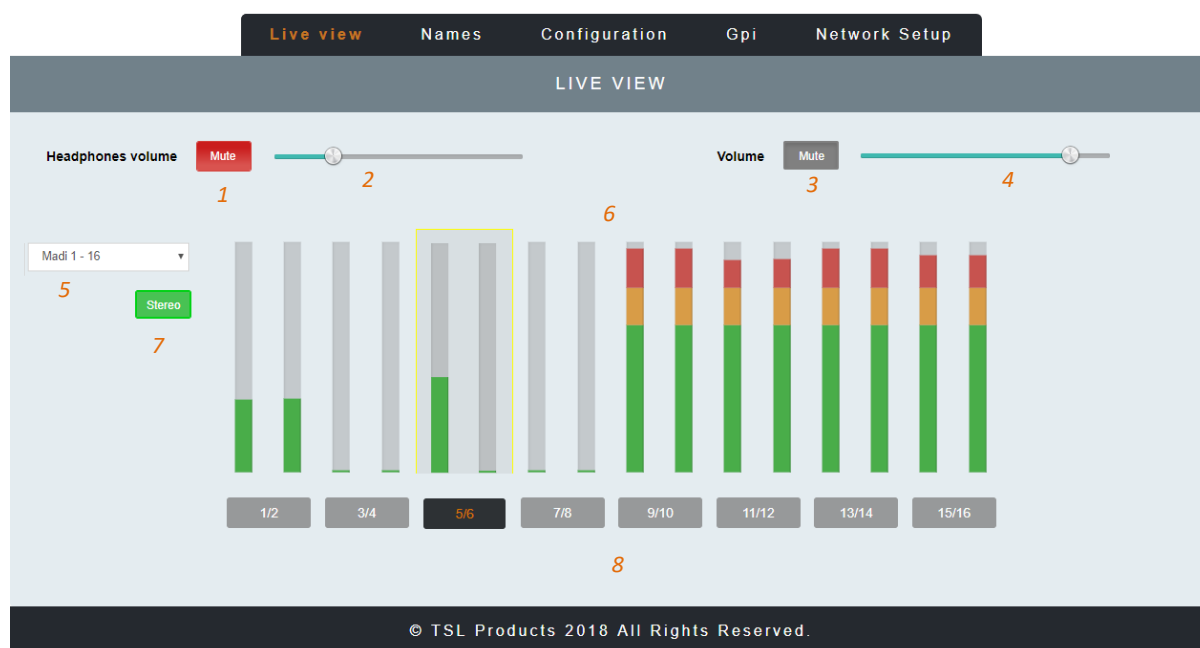 Live view Names Configuration Gpi Network Setup
LIVE VIEW
Headphones volume Mute Volume Mute
1 2 3 4
6
Madi 1 - 16
5
Stereo
7
1/2 3/4 5/6 7/8 9/10 11/12 13/14 15/16
8
© TSL Products 2018 All Rights Reserved.